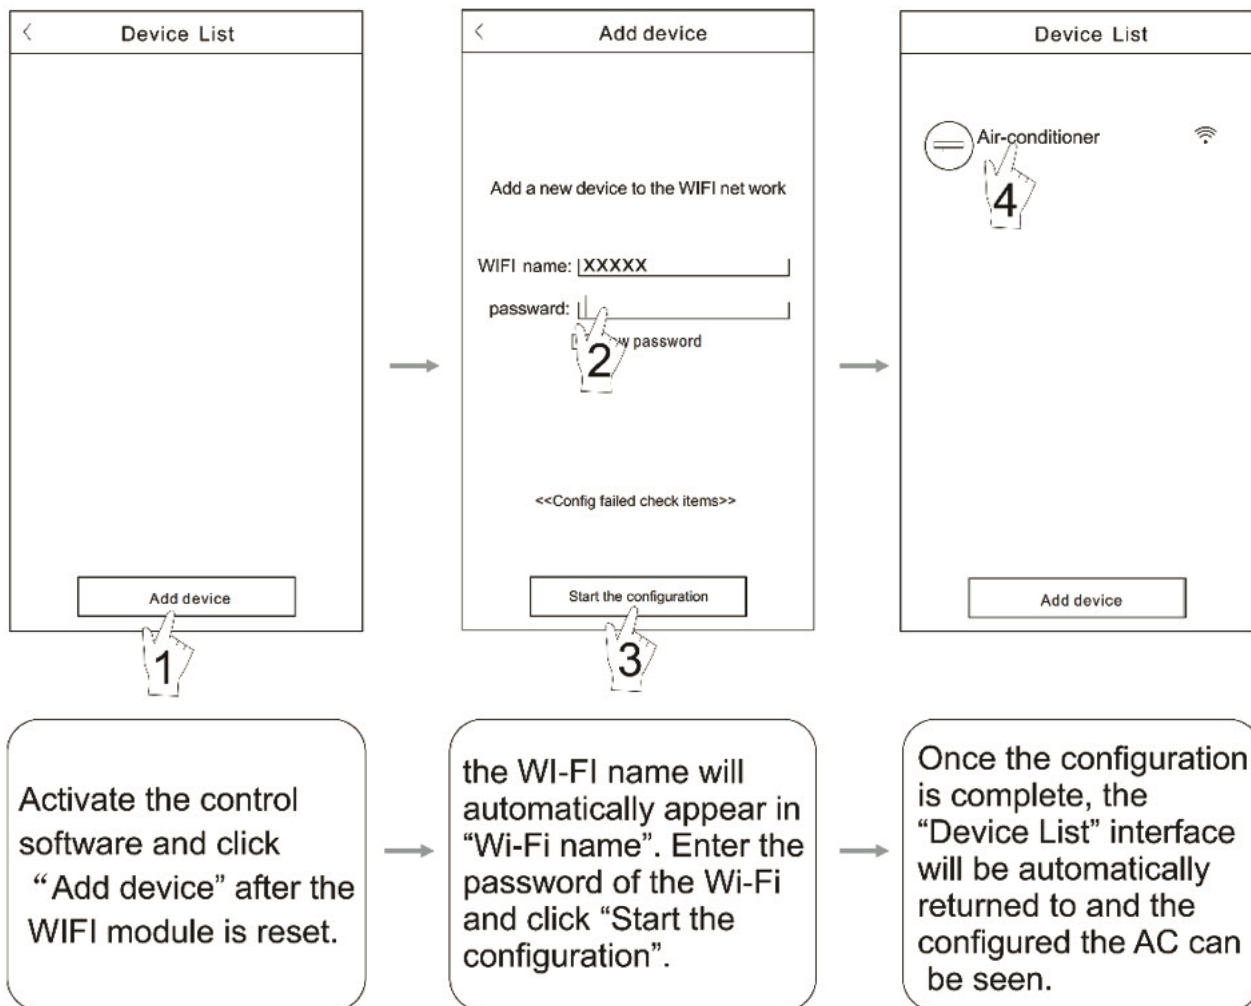 Device List
Add device
1
Add device
Add a new device to the WIFI net work
WIFI name: XXXXX
passward:
password
2
<<Config failed check items>>
Start the configuration
3
Device List
Air-conditioner
4
Add device
Activate the control
software and click
“Add device” after the
WIFI module is reset.
the WI-FI name will
automatically appear in
“Wi-Fi name”. Enter the
password of the Wi-Fi
and click “Start the
configuration”.
Once the configuration
is complete, the
“Device List” interface
will be automatically
returned to and the
configured the AC can
be seen.